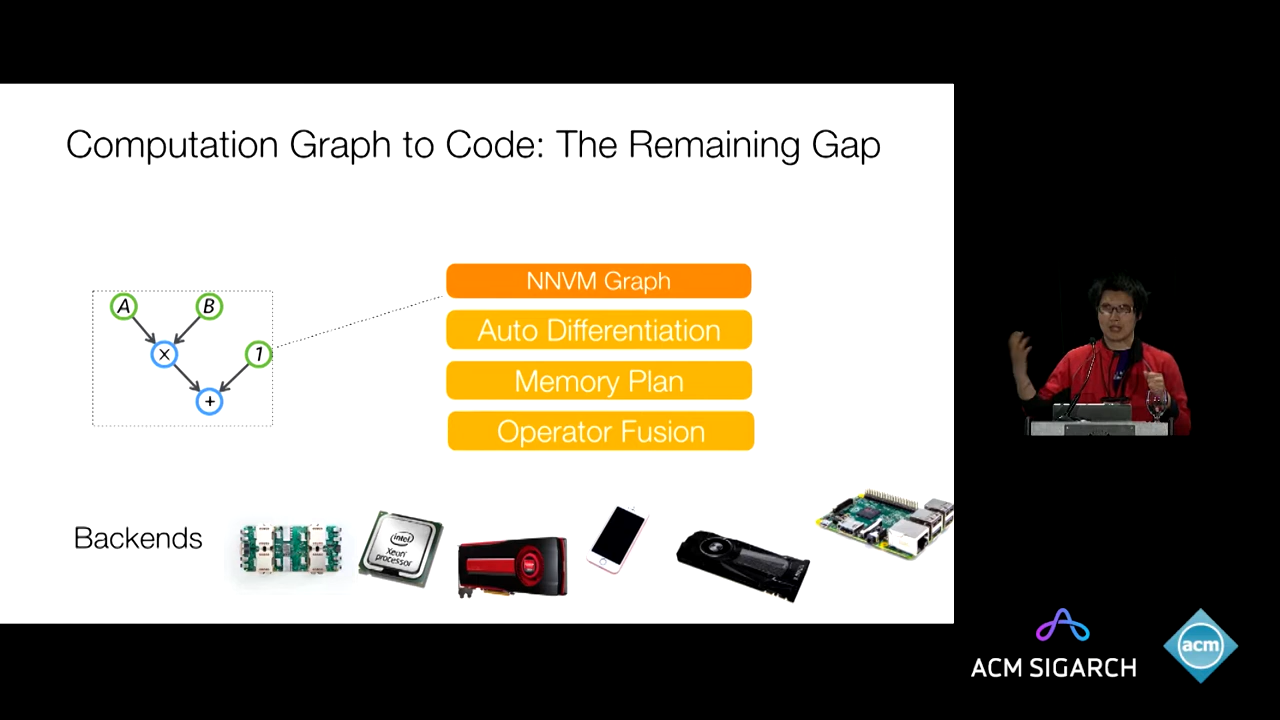 Computation Graph to Code: The Remaining Gap
NNVM Graph
A
B
Auto Differentiation
x
1
Memory Plan
+
Operator Fusion
Backends
intel
Xeon
processor
ACM SIGARCH
acm